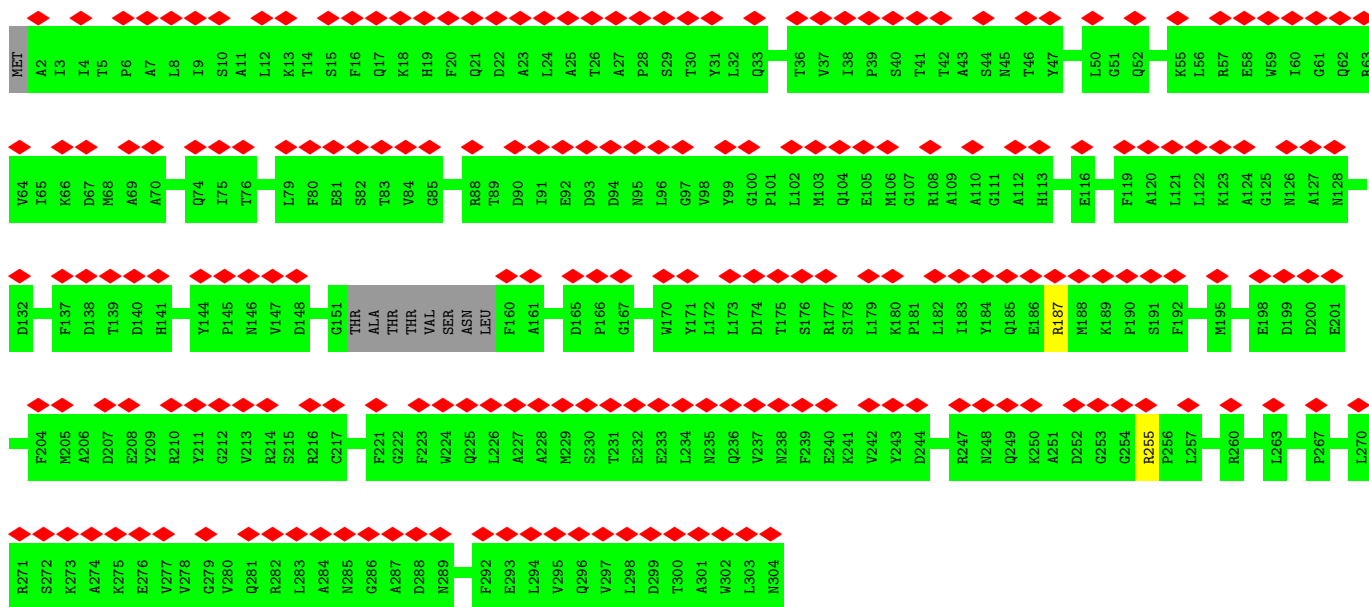 MET A2 I3 I4 T5 P6 A7 L8 I9 S10 A11 L12 K13 T14 S15 F16 Q17 K18 H19 F20 Q21 D22 A23 L24 A25 T26 A27 P28 S29 T30 Y31 L32 Q33 T36 V37 I38 P39 S40 T41 T42 A43 S44 N45 T46 Y47 L50 G51 Q52 K55 L56 R57 E58 W59 I60 G61 Q62 R63
V64 I65 K66 D67 M68 A69 A70 Q74 I75 T76 L79 F80 E81 S82 T83 V84 G85 R88 T89 D90 I91 E92 D93 D94 N95 L96 G97 V98 Y99 G100 P101 L102 M103 Q104 E105 M106 G107 R108 A109 A110 G111 A112 H113 E116 F119 A120 L121 L122 K123 A124 G125 N126 A127 N128
D132 F137 D138 T139 D140 H141 Y144 P145 N146 V147 D148 G151 THR ALA THR THR VAL SER ASN LEU F160 A161 D165 P166 G167 W170 Y171 L172 L173 D174 T175 S176 R177 S178 L179 K180 P181 L182 I183 Y184 Q185 E186 R187 M188 K189 P190 S191 F192 M195 E198 D199 D200 E201
F204 M205 A206 D207 E208 Y209 R210 Y211 G212 V213 R214 S215 R216 C217 F221 G222 F223 W224 Q225 L226 A227 A228 M229 S230 T231 E232 E233 L234 N235 Q236 V237 N238 F239 E240 K241 V242 Y243 D244 R247 N248 Q249 K250 A251 D252 G253 G254 R255 P256 L257 R260 L263 P267 L270
R271 S272 K273 A274 K275 E276 V277 V278 G279 V280 Q281 R282 L283 A284 N285 G286 A287 D288 N289 F292 E293 L294 V295 Q296 V297 L298 D299 T300 A301 W302 L303 N304